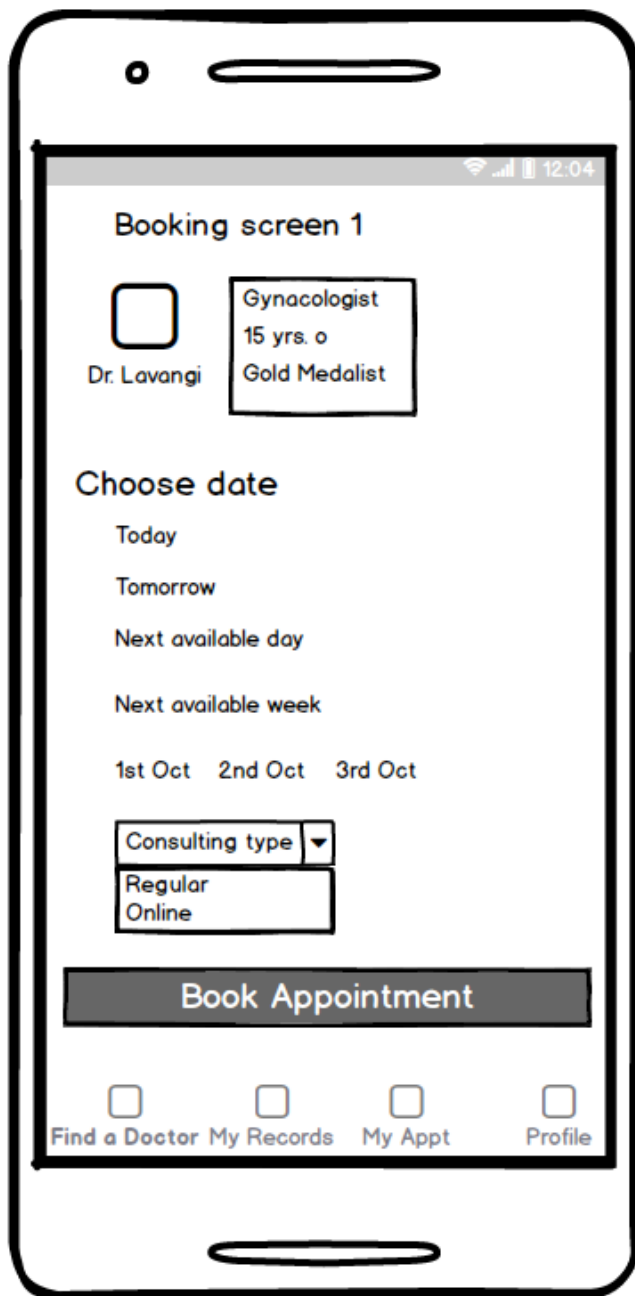 12:04
Booking screen 1
Gynacologist
15 yrs. o
Gold Medalist
Dr. Lavangi
Choose date
Today
Tomorrow
Next available day
Next available week
1st Oct 2nd Oct 3rd Oct
Consulting type
Regular
Online
Book Appointment
Find a Doctor My Records My Appt Profile